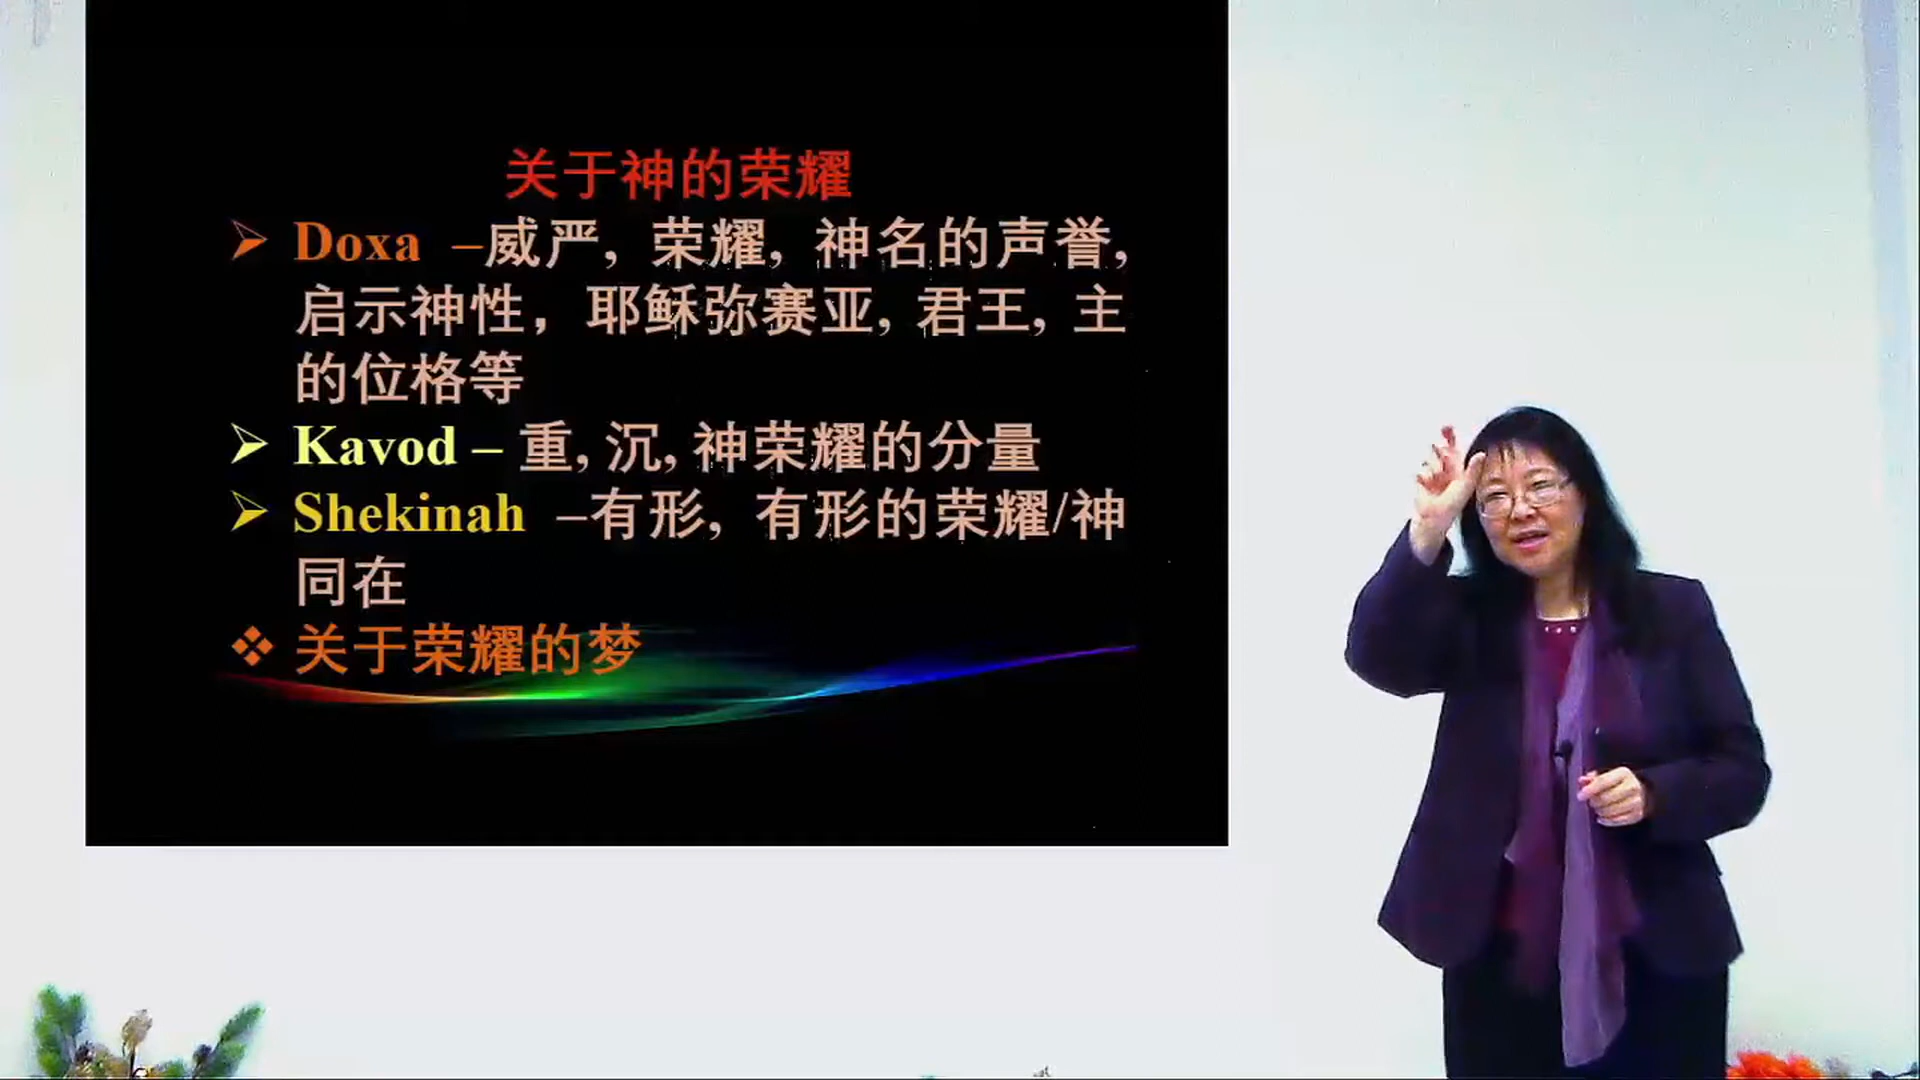 关于神的荣耀
Doxa –威严, 荣耀, 神名的声誉,
启示神性，耶稣弥赛亚, 君王, 主
的位格等
Kavod – 重, 沉, 神荣耀的分量
Shekinah –有形, 有形的荣耀/神
同在
关于荣耀的梦